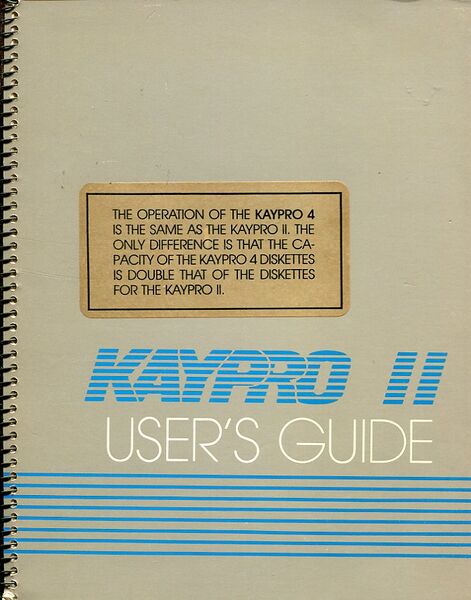 THE OPERATION OF THE KAYPRO 4
IS THE SAME AS THE KAYPRO II. THE
ONLY DIFFERENCE IS THAT THE CA-
PACITY OF THE KAYPRO 4 DISKETTES
IS DOUBLE THAT OF THE DISKETTES
FOR THE KAYPRO II.
KAYPRO II
USER'S GUIDE